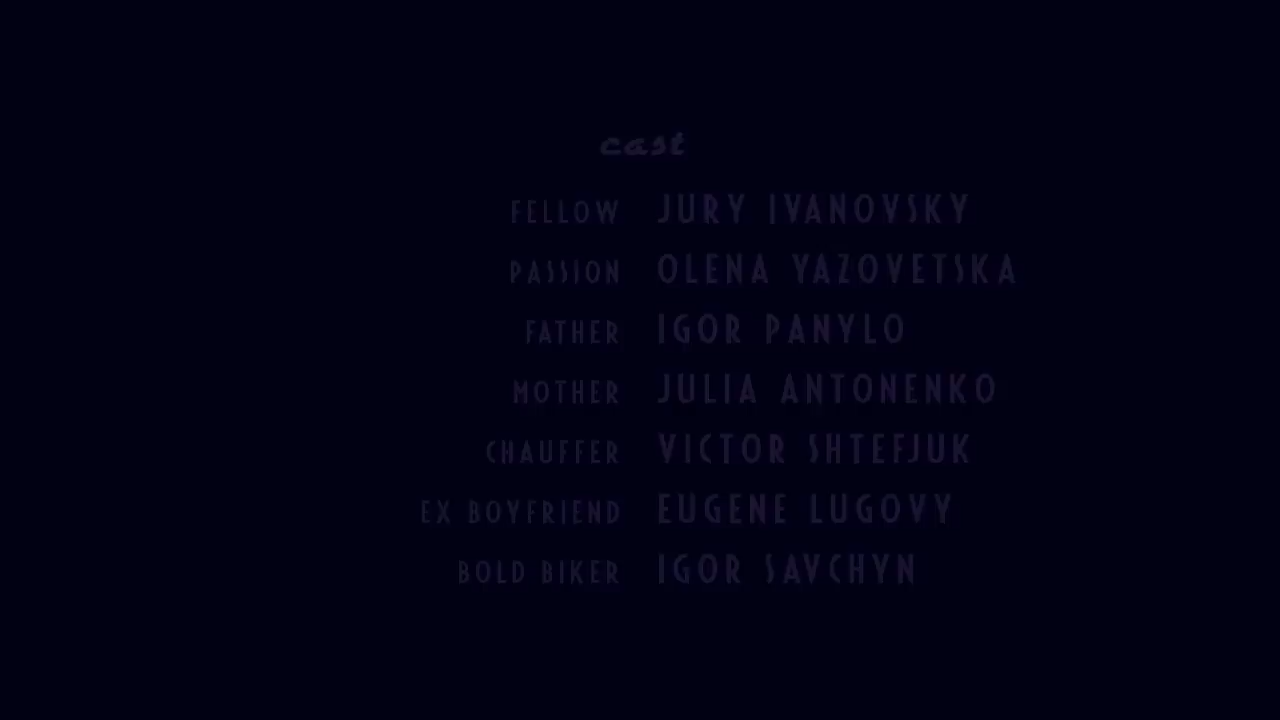 cast
FELLOW JURY IVANOVSKY
PASSION OLENA YAZOVETSKA
FATHER IGOR PANYLO
MOTHER JULIA ANTONENKO
CHAUFFER VICTOR SHTEFJUK
EX BOYFRIEND EUGENE LUGOVY
BOLD BIKER IGOR SAVCHYN